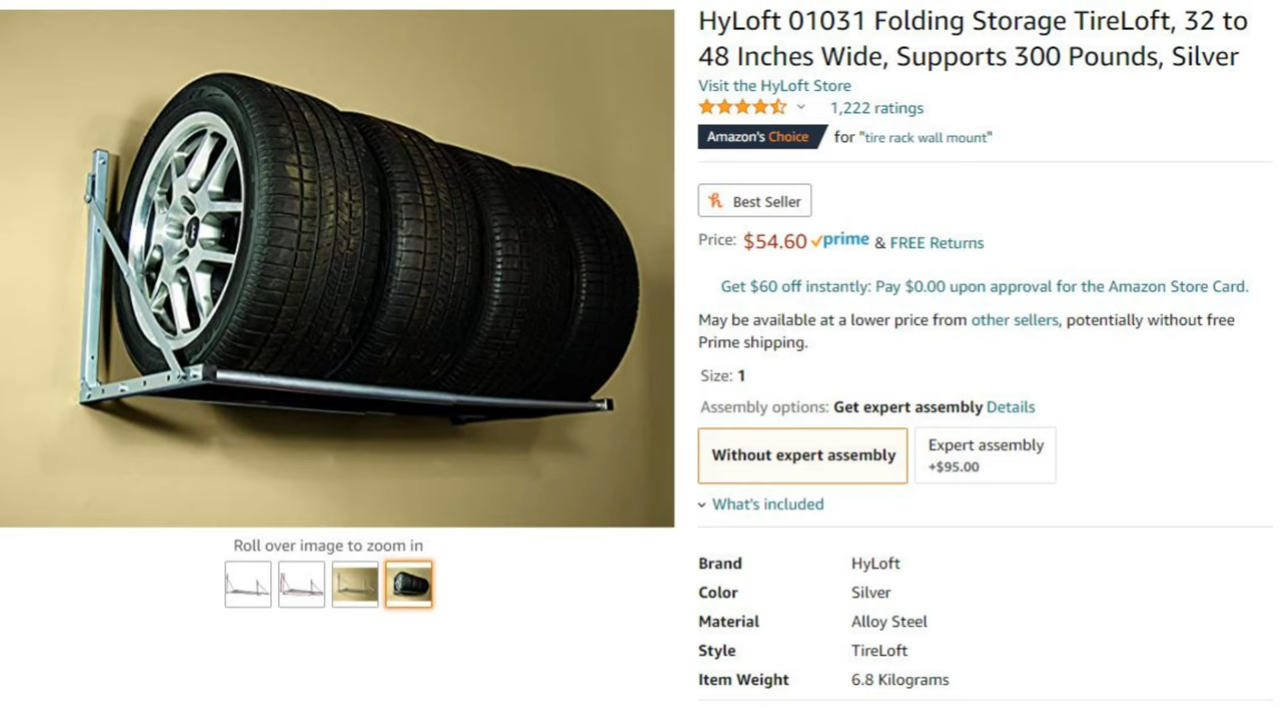 HyLoft 01031 Folding Storage TireLoft, 32 to
48 Inches Wide, Supports 300 Pounds, Silver
Visit the HyLoft Store
1,222 ratings
Amazon's Choice for "tire rack wall mount"
Best Seller
Price: $54.60 prime & FREE Returns
Get $60 off instantly: Pay $0.00 upon approval for the Amazon Store Card.
May be available at a lower price from other sellers, potentially without free
Prime shipping.
Size: 1
Assembly options: Get expert assembly Details
Without expert assembly
Expert assembly
+$95.00
What's included
Roll over image to zoom in
Brand HyLoft
Color Silver
Material Alloy Steel
Style TireLoft
Item Weight 6.8 Kilograms